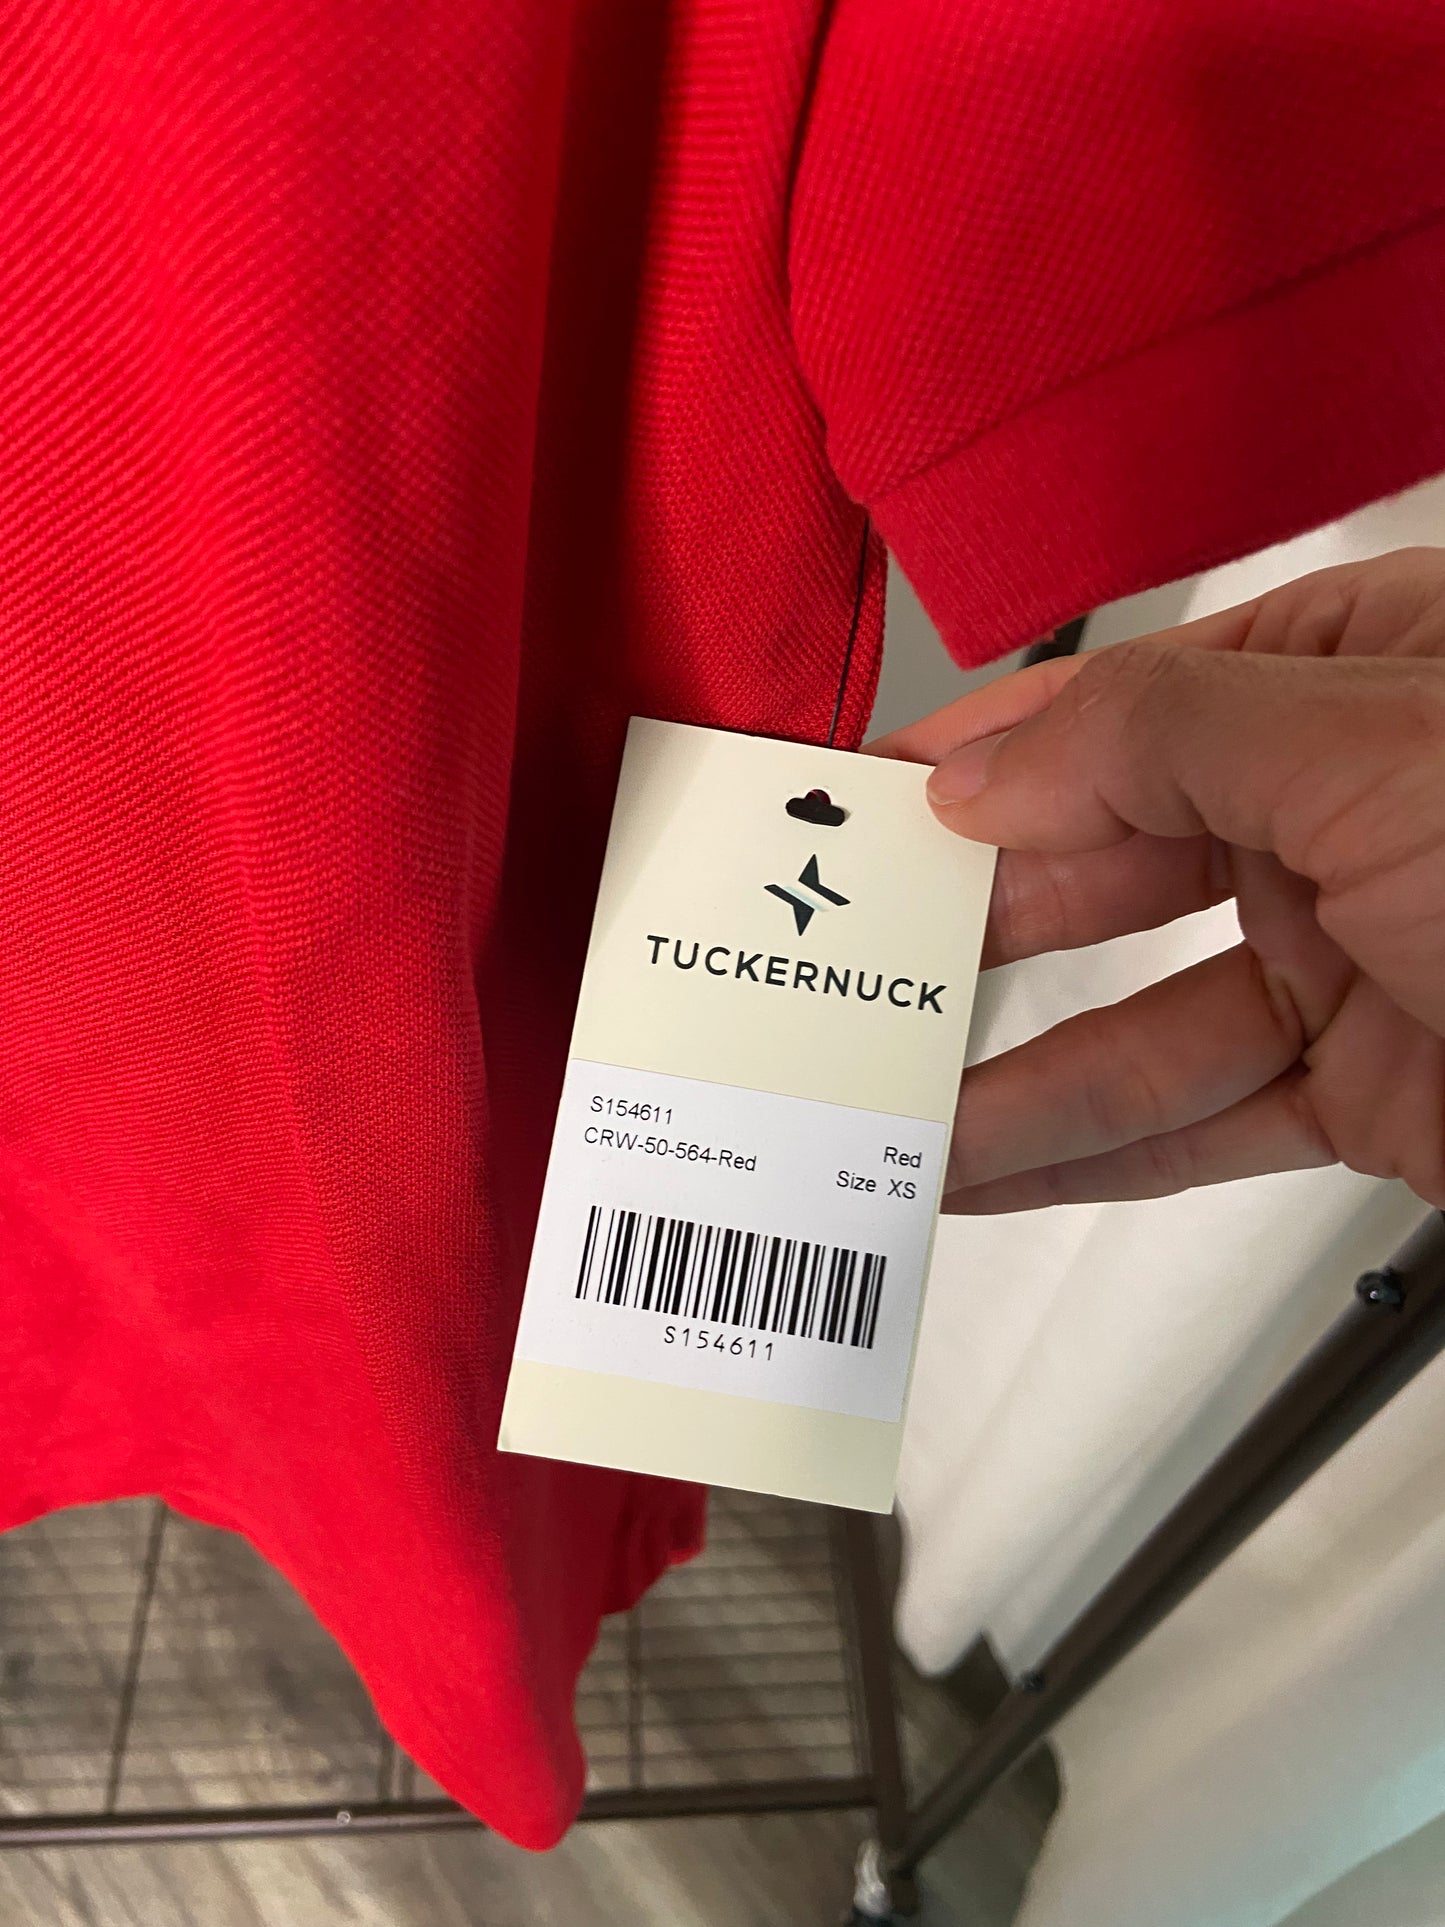 TUCKERNUCK
S154611
CRW-50-564-Red
Red
Size XS
S154611